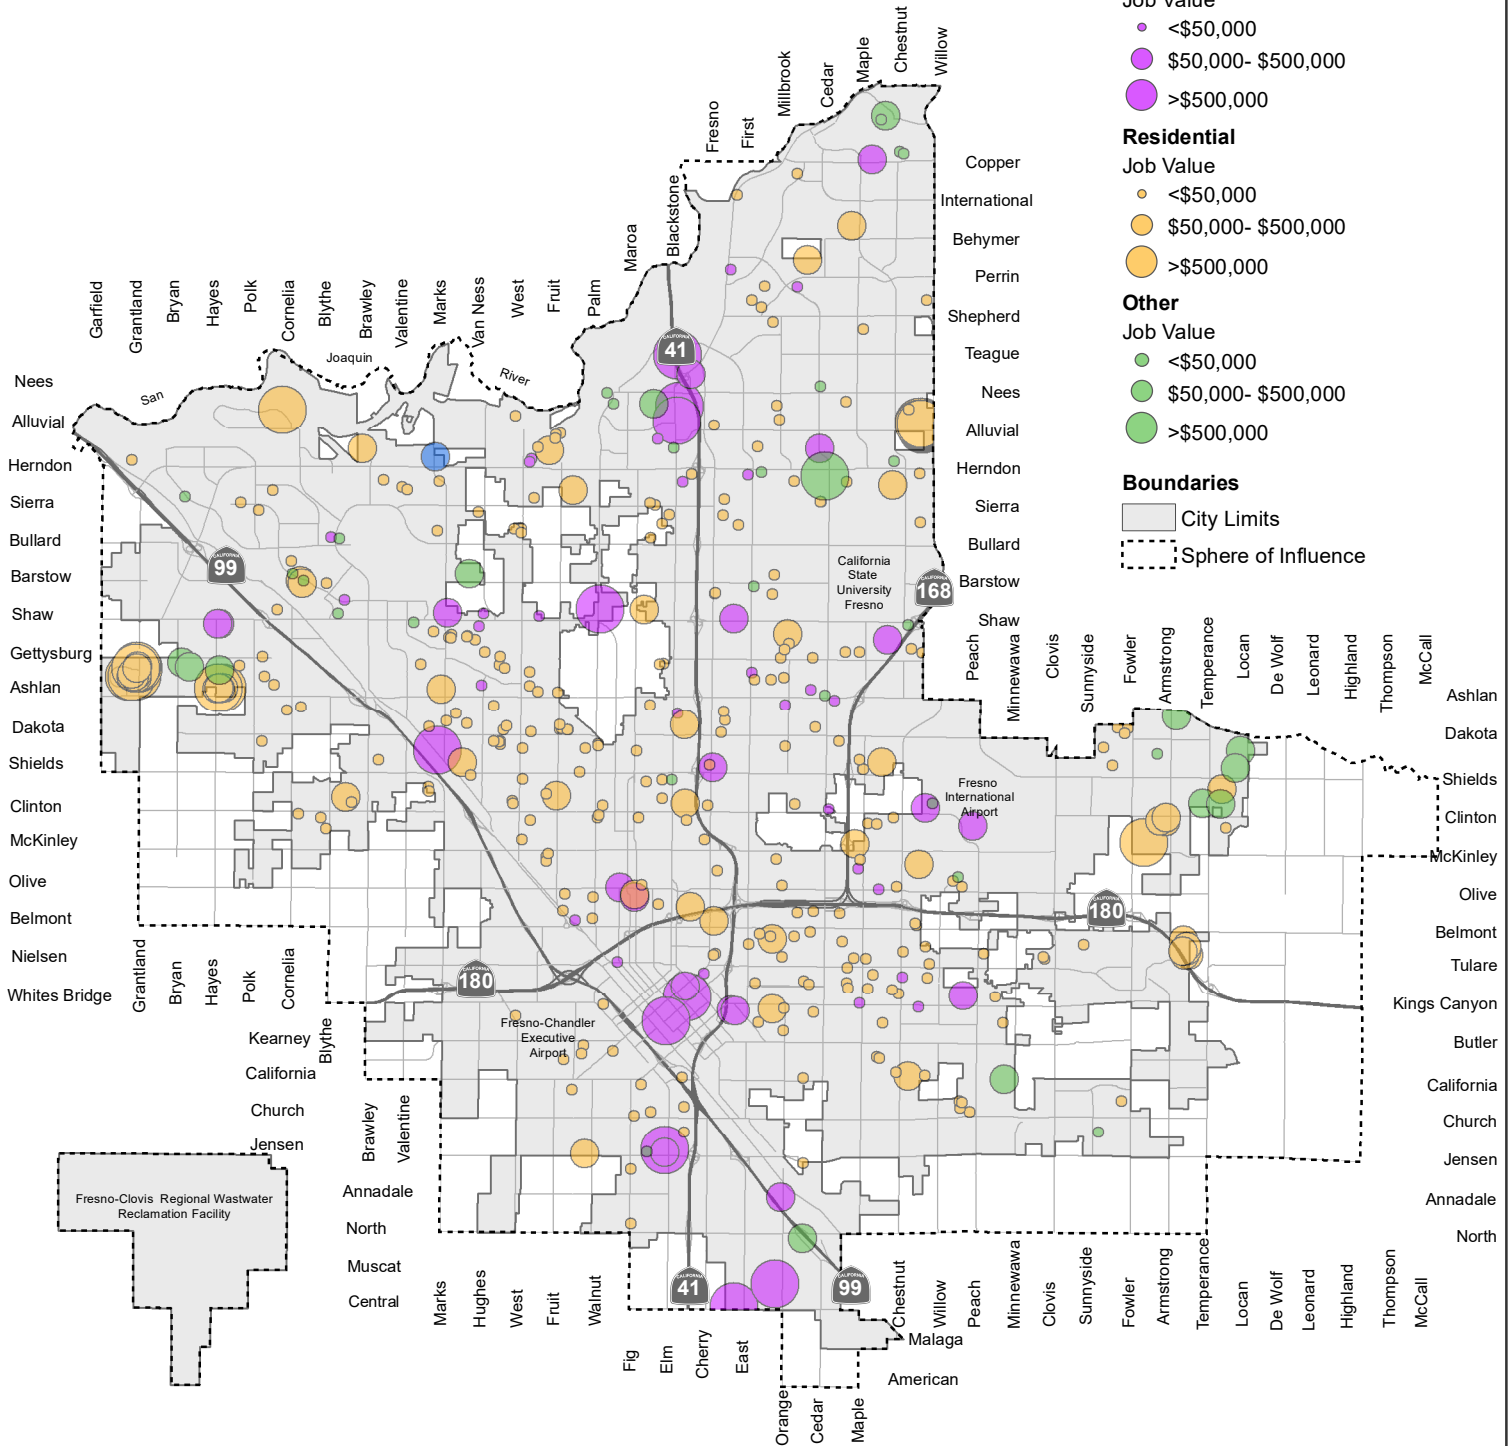 Job Value
<$50,000
$50,000- $500,000
>$500,000
Residential
Job Value
<$50,000
$50,000- $500,000
>$500,000
Other
Job Value
<$50,000
$50,000- $500,000
>$500,000
Boundaries
City Limits
Sphere of Influence
Fresno
First
Millbrook
Cedar
Maple
Chestnut
Willow
Maroa
Blackstone
Garfield
Grantland
Bryan
Hayes
Polk
Cornelia
Blythe
Brawley
Valentine
Marks
Van Ness
West
Fruit
Palm
San
Joaquin
River
Copper
International
Behymer
Perrin
Shepherd
Teague
Nees
Alluvial
Herndon
Sierra
Bullard
Barstow
Shaw
Nees
Alluvial
Herndon
Sierra
Bullard
Barstow
Shaw
Gettysburg
Ashlan
Dakota
Shields
Clinton
McKinley
Olive
Belmont
Nielsen
Whites Bridge
CALIFORNIA
41
CALIFORNIA
99
CALIFORNIA
168
California
State
University
Fresno
Peach
Minnewawa
Clovis
Sunnyside
Fowler
Armstrong
Temperance
Locan
De Wolf
Leonard
Highland
Thompson
McCall
Ashlan
Dakota
Shields
Clinton
McKinley
Olive
Belmont
Tulare
Kings Canyon
Butler
California
Church
Jensen
Annadale
North
Fresno
International
Airport
CALIFORNIA
180
CALIFORNIA
180
Fresno-Chandler
Executive
Airport
Grantland
Bryan
Hayes
Polk
Cornelia
Blythe
Kearney
California
Church
Jensen
Brawley
Valentine
Annadale
North
Muscat
Central
Fresno-Clovis Regional Wastwater
Reclamation Facility
Marks
Hughes
West
Fruit
Walnut
CALIFORNIA
41
CALIFORNIA
99
Fig
Elm
Cherry
East
Orange
Cedar
Maple
Malaga
American
Chestnut
Willow
Peach
Minnewawa
Clovis
Sunnyside
Fowler
Armstrong
Temperance
Locan
De Wolf
Leonard
Highland
Thompson
McCall